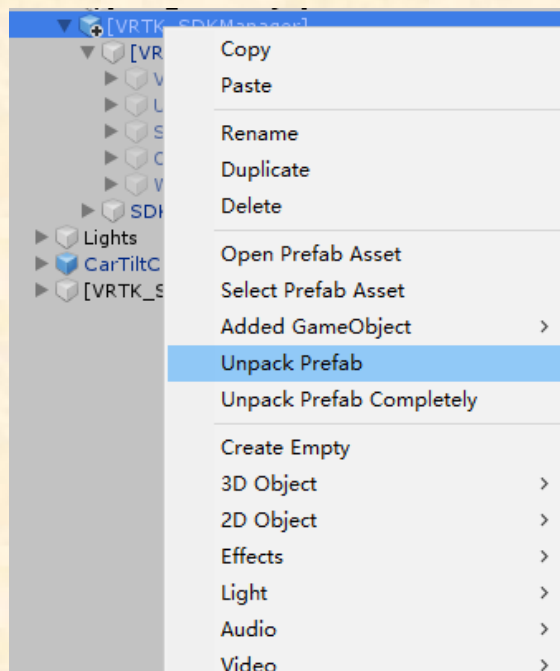 [VRTK_SDKManager]
[VR
V
U
S
C
W
SDK
Lights
CarTiltC
[VRTK_S
Copy
Paste
Rename
Duplicate
Delete
Open Prefab Asset
Select Prefab Asset
Added GameObject
Unpack Prefab
Unpack Prefab Completely
Create Empty
3D Object
2D Object
Effects
Light
Audio
Video